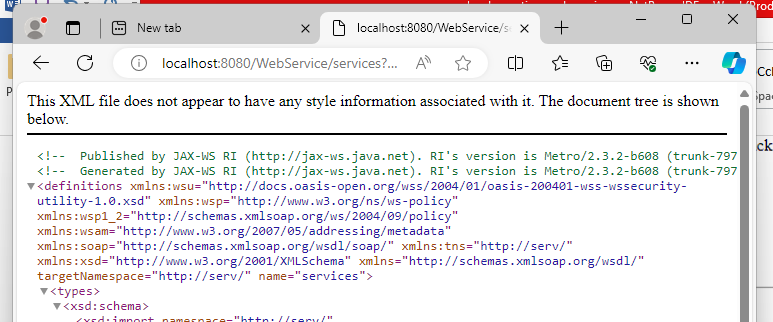 New tab
localhost:8080/WebService/se
localhost:8080/WebService/services?...
This XML file does not appear to have any style information associated with it. The document tree is shown
below.
<!-- Published by JAX-WS RI (http://jax-ws.java.net). RI's version is Metro/2.3.2-b608 (trunk-797
<!-- Generated by JAX-WS RI (http://jax-ws.java.net). RI's version is Metro/2.3.2-b608 (trunk-797
▼<definitions xmlns:wsu="http://docs.oasis-open.org/wss/2004/01/oasis-200401-wss-wssecurity-
utility-1.0.xsd" xmlns:wsp="http://www.w3.org/ns/ws-policy"
xmlns:wsp1_2="http://schemas.xmlsoap.org/ws/2004/09/policy"
xmlns:wsam="http://www.w3.org/2007/05/addressing/metadata"
xmlns:soap="http://schemas.xmlsoap.org/wsdl/soap/" xmlns:tns="http://serv/"
xmlns:xsd="http://www.w3.org/2001/XMLSchema" xmlns="http://schemas.xmlsoap.org/wsdl/"
targetNamespace="http://serv/" name="services">
▼<types>
▼<xsd:schema>
<xsd:import namespace="http://serv/"